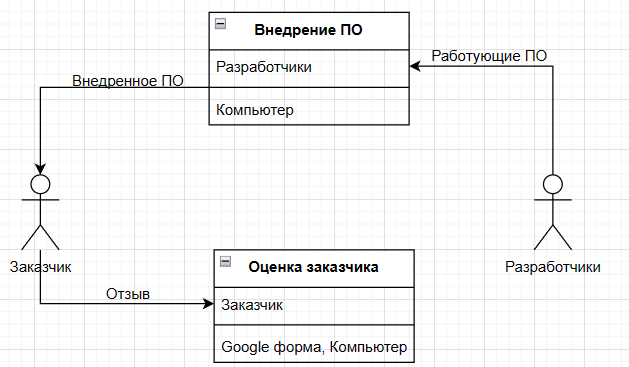 Внедрение ПО
Работующие ПО
Разработчики
Внедренное ПО
Компьютер
Заказчик
Разработчики
Оценка заказчика
Отзыв
Заказчик
Google форма, Компьютер